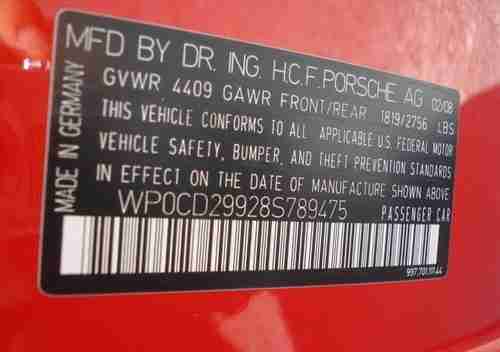 MFD BY DR. ING. H.C.F. PORSCHE AG 02/08
GVWR 4409 GAWR FRONT/REAR 1819/2756 LBS
THIS VEHICLE CONFORMS TO ALL APPLICABLE U.S. FEDERAL MOTOR
VEHICLE SAFETY, BUMPER, AND THEFT PREVENTION STANDARDS
IN EFFECT ON THE DATE OF MANUFACTURE SHOWN ABOVE
WP0CD29928S789475 PASSENGER CAR
MADE IN GERMANY
997.701.117.44